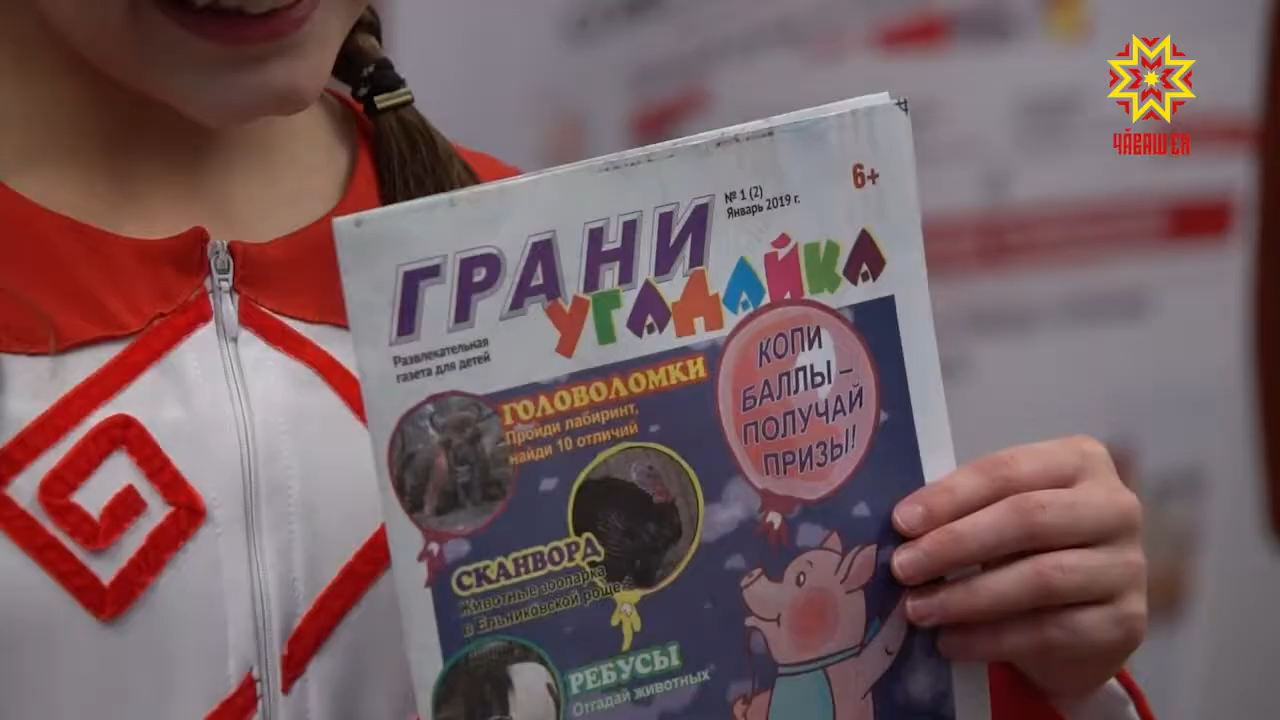 ЧӐВАШ ЕН
6+
№ 1 (2)
Январь 2019 г.
ГРАНИ
УГАДАЙКА
Развлекательная
газета для детей
КОПИ
БАЛЛЫ –
ПОЛУЧАЙ
ПРИЗЫ!
ГОЛОВОЛОМКИ
Пройди лабиринт,
найди 10 отличий
СКАНВОРД
Животные зоопарка
в Ельниковской роще
РЕБУСЫ
Отгадай животных